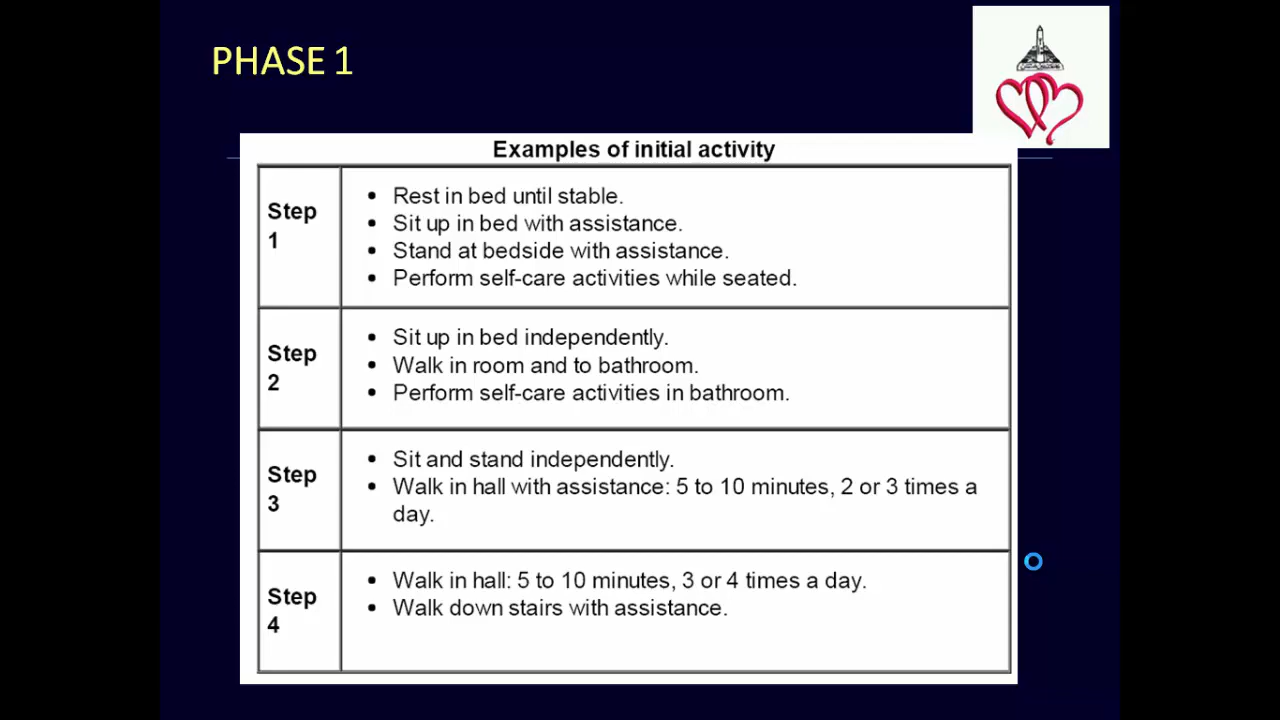 PHASE 1
Examples of initial activity
Step 1
• Rest in bed until stable.
• Sit up in bed with assistance.
• Stand at bedside with assistance.
• Perform self-care activities while seated.
Step 2
• Sit up in bed independently.
• Walk in room and to bathroom.
• Perform self-care activities in bathroom.
Step 3
• Sit and stand independently.
• Walk in hall with assistance: 5 to 10 minutes, 2 or 3 times a
day.
Step 4
• Walk in hall: 5 to 10 minutes, 3 or 4 times a day.
• Walk down stairs with assistance.